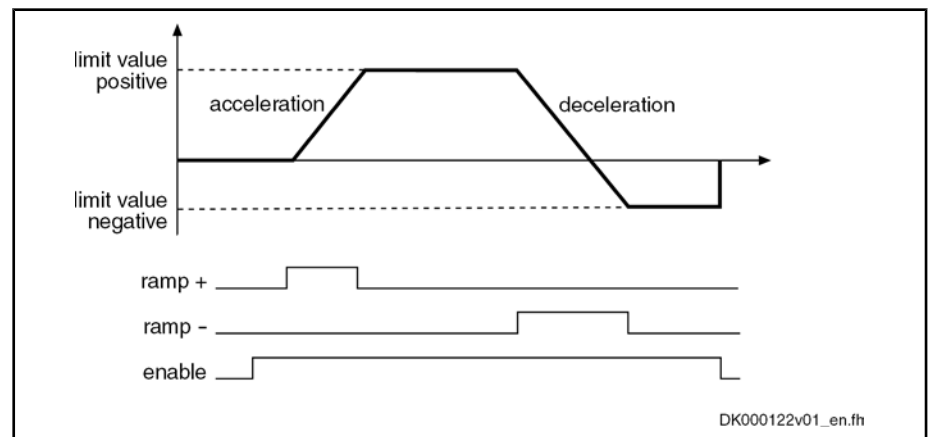 limit value
positive
acceleration
deceleration
limit value
negative
ramp +
ramp -
enable
DK000122v01_en.fh